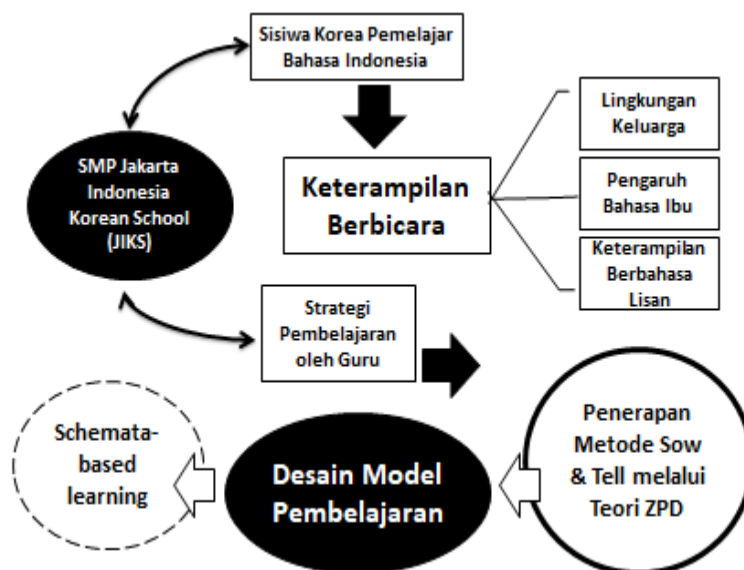 Sisiwa Korea Pemelajar
Bahasa Indonesia
SMP Jakarta
Indonesia
Korean School
(JIKS)
Keterampilan
Berbicara
Lingkungan
Keluarga
Pengaruh
Bahasa Ibu
Keterampilan
Berbahasa
Lisan
Strategi
Pembelajaran
oleh Guru
Schemata-
based
learning
Desain Model
Pembelajaran
Penerapan
Metode Sow
& Tell melalui
Teori ZPD